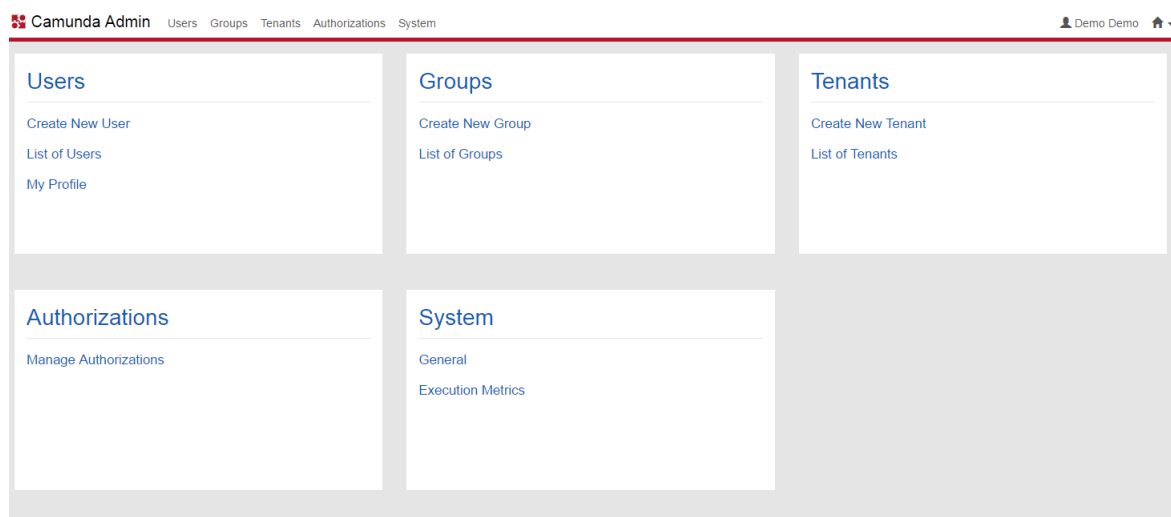 Camunda Admin Users Groups Tenants Authorizations System Demo Demo
Users
Create New User
List of Users
My Profile
Groups
Create New Group
List of Groups
Tenants
Create New Tenant
List of Tenants
Authorizations
Manage Authorizations
System
General
Execution Metrics